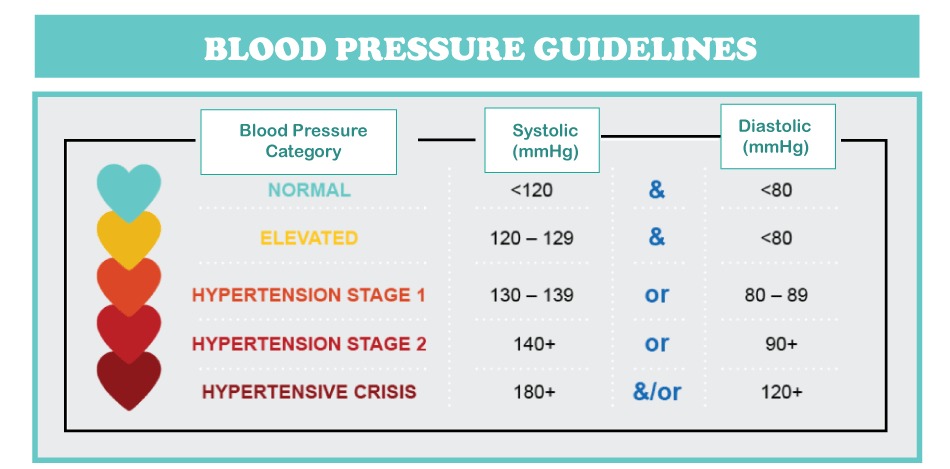 BLOOD PRESSURE GUIDELINES
Blood Pressure
Category
Systolic
(mmHg)
Diastolic
(mmHg)
NORMAL <120 & <80
ELEVATED 120 – 129 & <80
HYPERTENSION STAGE 1 130 – 139 or 80 – 89
HYPERTENSION STAGE 2 140+ or 90+
HYPERTENSIVE CRISIS 180+ &/or 120+